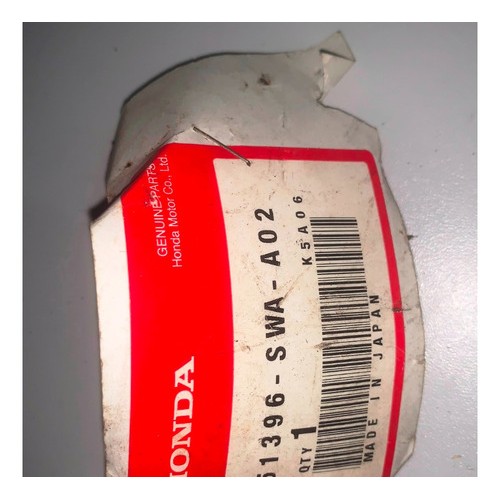 GENUINE PARTS
Honda Motor Co., Ltd.
HONDA
51396-SWA-A02
K5A06
QTY 1
MADE IN JAPAN